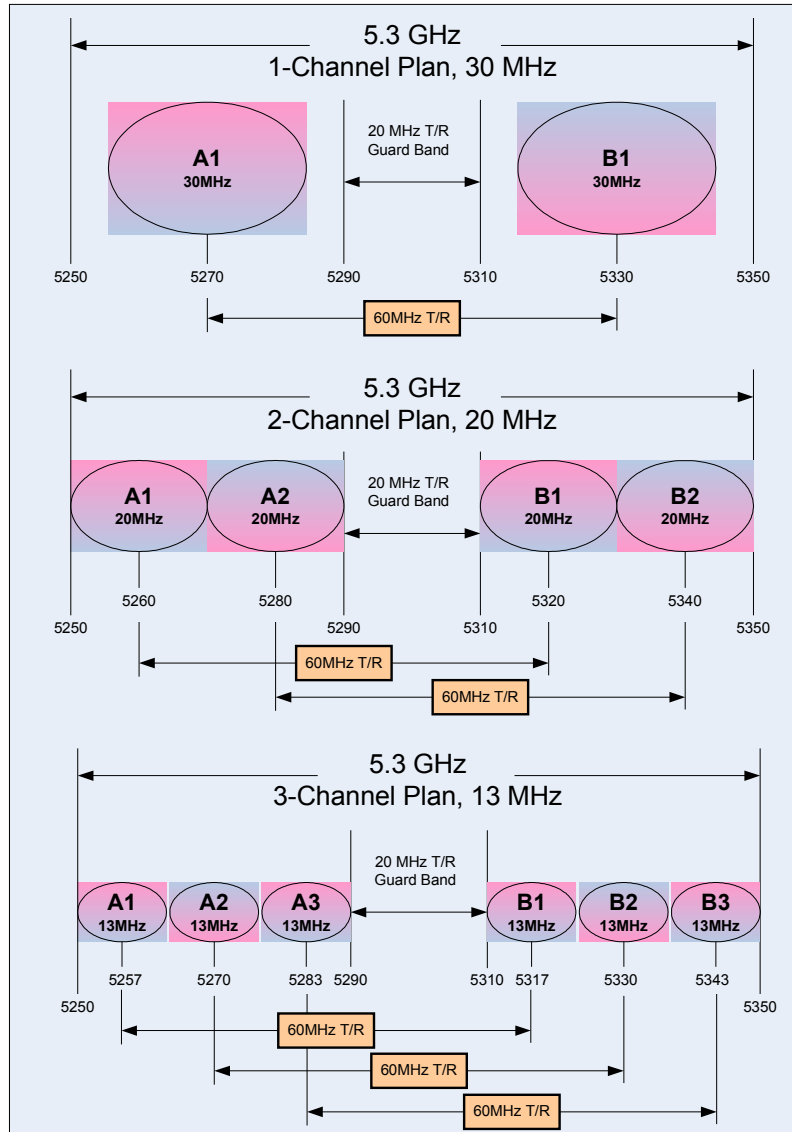 5.3 GHz
1-Channel Plan, 30 MHz
A1
30MHz
20 MHz T/R
Guard Band
B1
30MHz
5250
5270
5290
5310
5330
5350
60MHz T/R
5.3 GHz
2-Channel Plan, 20 MHz
A1
20MHz
A2
20MHz
20 MHz T/R
Guard Band
B1
20MHz
B2
20MHz
5260
5280
5320
5340
5250
5290
5310
5350
60MHz T/R
60MHz T/R
5.3 GHz
3-Channel Plan, 13 MHz
A1
13MHz
A2
13MHz
A3
13MHz
20 MHz T/R
Guard Band
B1
13MHz
B2
13MHz
B3
13MHz
5257
5270
5283
5290
5310
5317
5330
5343
5250
5350
60MHz T/R
60MHz T/R
60MHz T/R